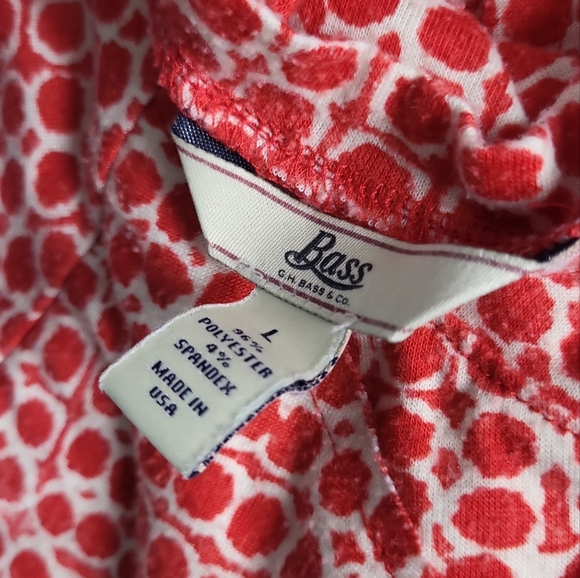 Bass
G.H. BASS & CO.
L
96%
POLYESTER
4%
SPANDEX
MADE IN
USA